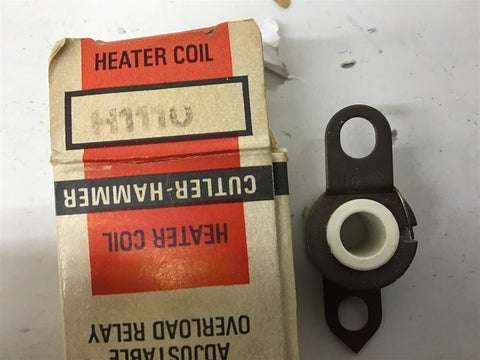 HEATER COIL
H1110
CUTLER-HAMMER
HEATER COIL
ADJUSTABLE
OVERLOAD RELAY